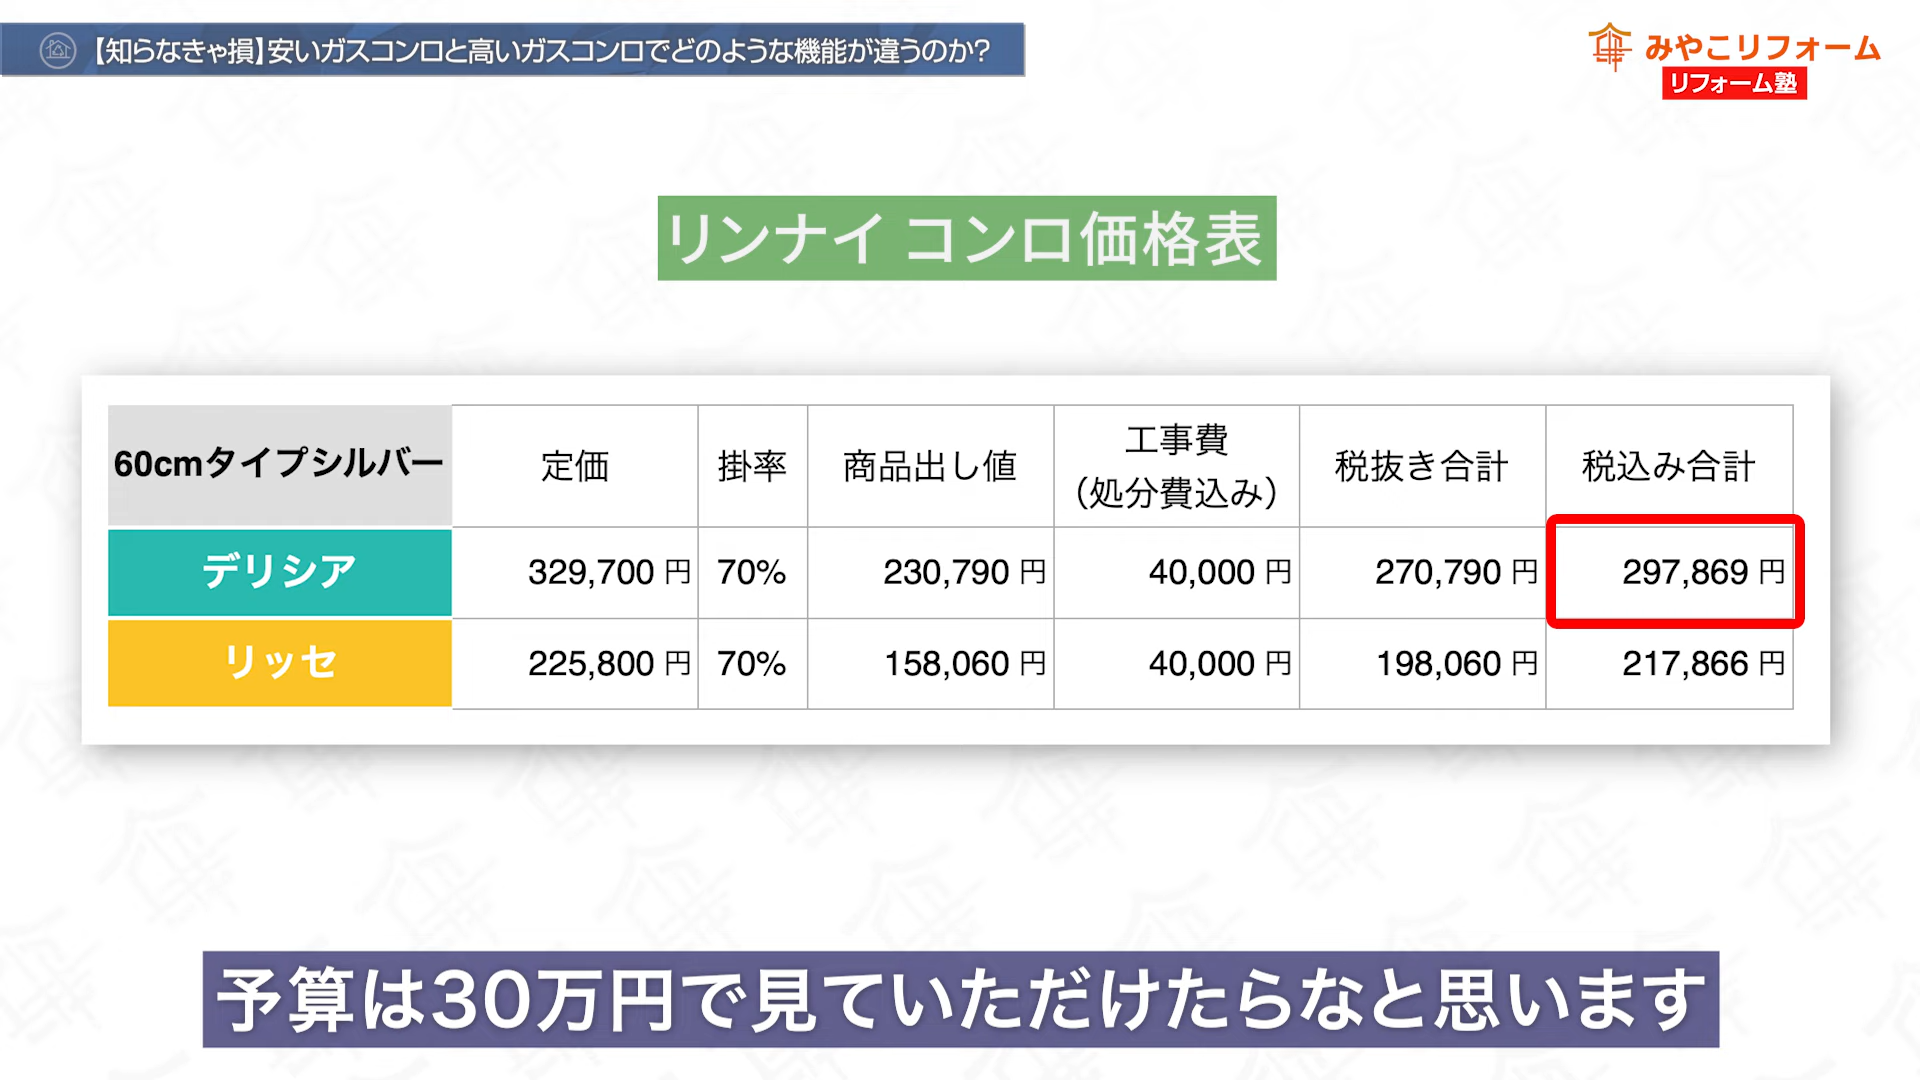 【知らなきゃ損】安いガスコンロと高いガスコンロでどのような機能が違うのか?
みやこリフォーム
リフォーム塾
リンナイ コンロ価格表
60cmタイプシルバー 定価 掛率 商品出し値 工事費 (処分費込み) 税抜き合計 税込み合計
デリシア 329,700 円 70% 230,790 円 40,000 円 270,790 円 297,869 円
リッセ 225,800 円 70% 158,060 円 40,000 円 198,060 円 217,866 円
予算は30万円で見ていただけたらなと思います